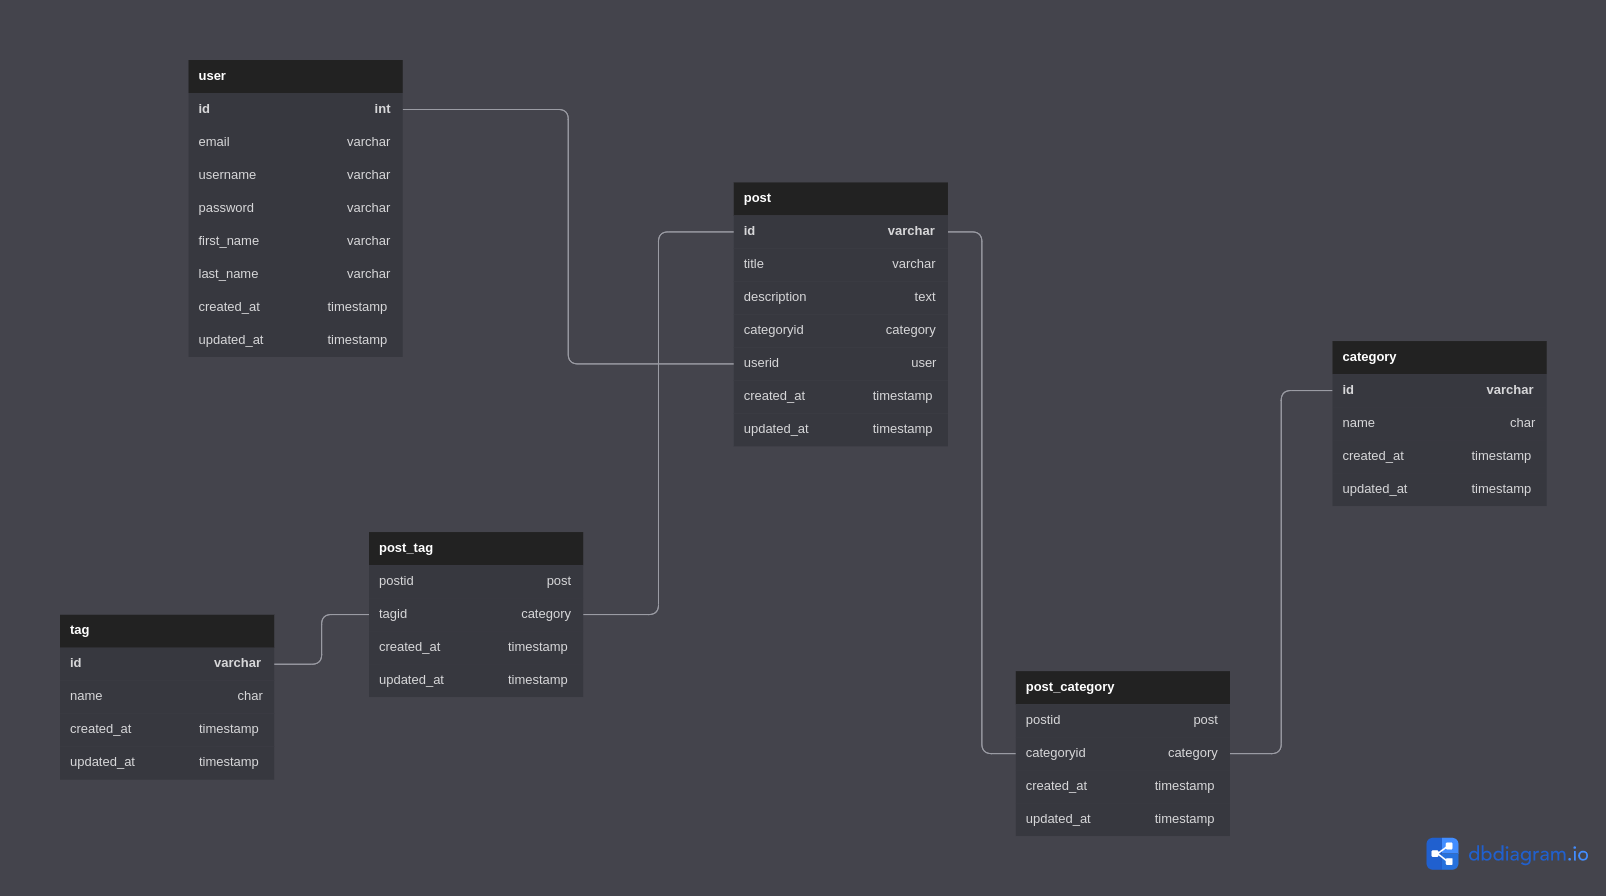 user
id int
email varchar
username varchar
password varchar
first_name varchar
last_name varchar
created_at timestamp
updated_at timestamp
post
id varchar
title varchar
description text
categoryid category
userid user
created_at timestamp
updated_at timestamp
category
id varchar
name char
created_at timestamp
updated_at timestamp
post_tag
postid post
tagid category
created_at timestamp
updated_at timestamp
tag
id varchar
name char
created_at timestamp
updated_at timestamp
post_category
postid post
categoryid category
created_at timestamp
updated_at timestamp
dbdiagram.io